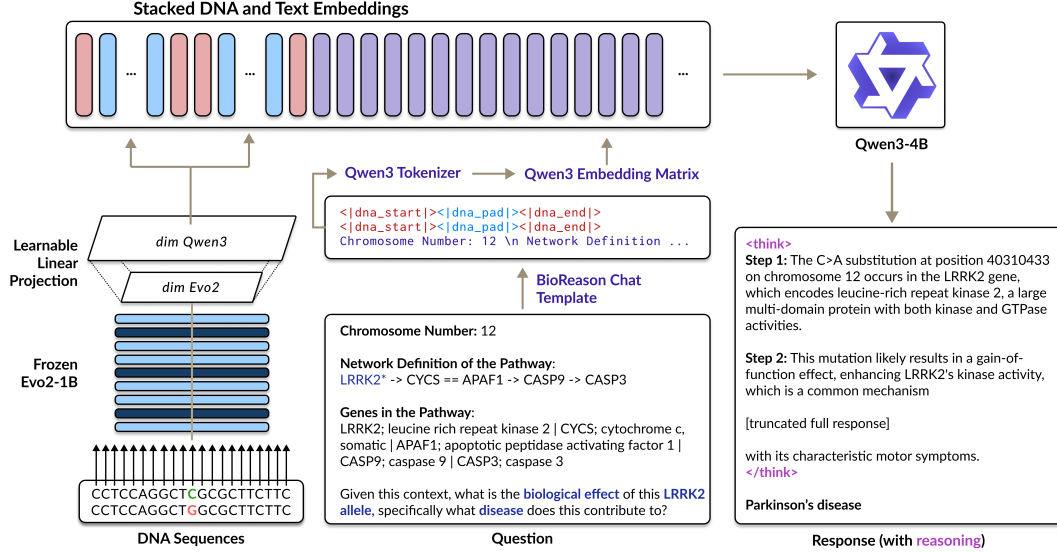 Stacked DNA and Text Embeddings
...
...
...
Qwen3-4B
Qwen3 Tokenizer
Qwen3 Embedding Matrix
<|dna_start|><|dna_pad|><|dna_end|>
<|dna_start|><|dna_pad|><|dna_end|>
Chromosome Number: 12 \n Network Definition ...
BioReason Chat
Template
Learnable
Linear
Projection
dim Qwen3
dim Evo2
Frozen
Evo2-1B
CCTCCAGGCTCGCGCTTCTTC
CCTCCAGGCTGGCGCTTCTTC
DNA Sequences
Chromosome Number: 12
Network Definition of the Pathway:
LRRK2* -> CYCS == APAF1 -> CASP9 -> CASP3
Genes in the Pathway:
LRRK2; leucine rich repeat kinase 2 | CYCS; cytochrome c,
somatic | APAF1; apoptotic peptidase activating factor 1 |
CASP9; caspase 9 | CASP3; caspase 3
Given this context, what is the biological effect of this LRRK2
allele, specifically what disease does this contribute to?
Question
<think>
Step 1: The C>A substitution at position 40310433
on chromosome 12 occurs in the LRRK2 gene,
which encodes leucine-rich repeat kinase 2, a large
multi-domain protein with both kinase and GTPase
activities.
Step 2: This mutation likely results in a gain-of-
function effect, enhancing LRRK2's kinase activity,
which is a common mechanism
[truncated full response]
with its characteristic motor symptoms.
</think>
Parkinson's disease
Response (with reasoning)